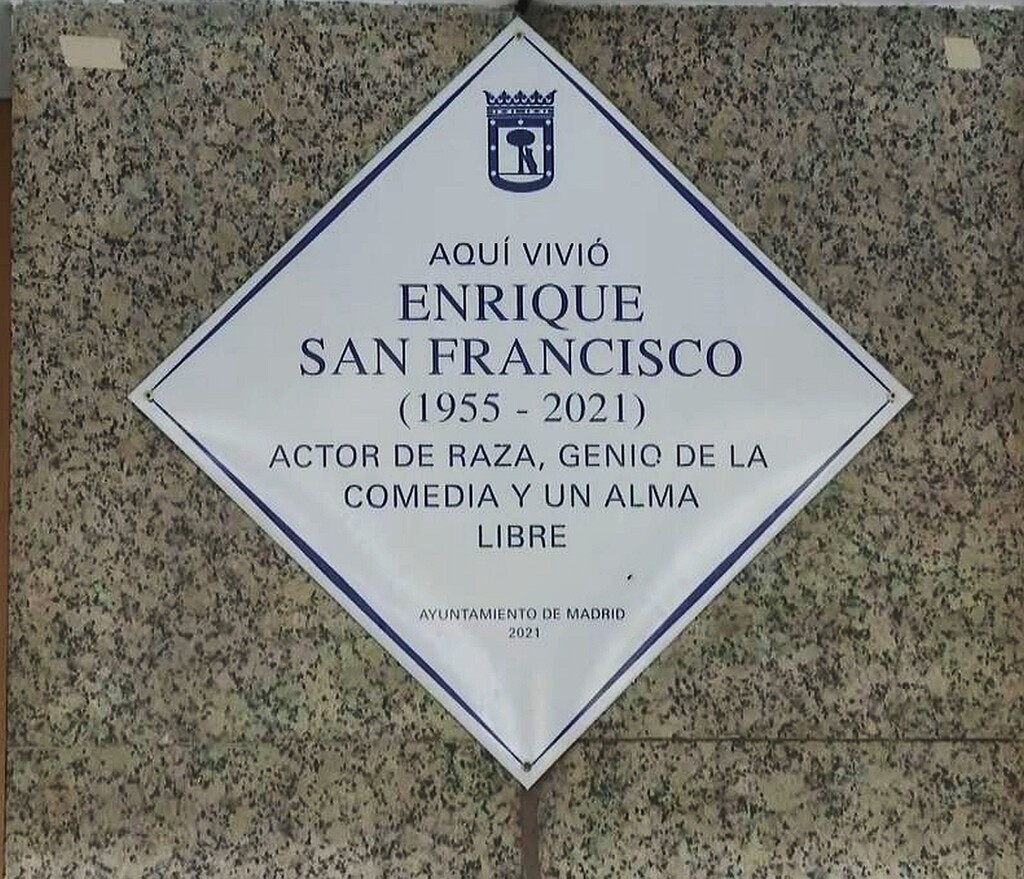 AQUÍ VIVIÓ
ENRIQUE
SAN FRANCISCO
(1955 - 2021)
ACTOR DE RAZA, GENIO DE LA
COMEDIA Y UN ALMA
LIBRE
AYUNTAMIENTO DE MADRID
2021